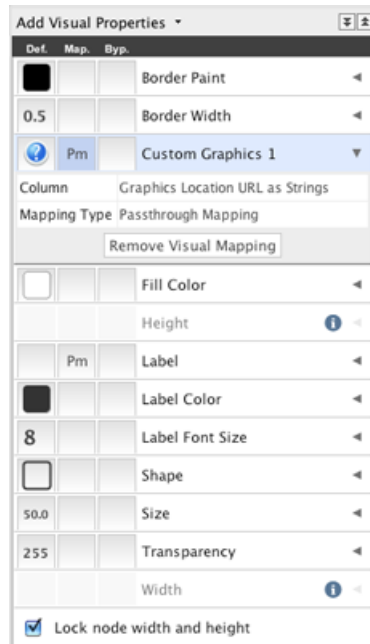 Add Visual Properties
Def. Map. Byp.
Border Paint
0.5 Border Width
? Pm Custom Graphics 1
Column Graphics Location URL as Strings
Mapping Type Passthrough Mapping
Remove Visual Mapping
Fill Color
Height i
Pm Label
Label Color
8 Label Font Size
Shape
50.0 Size
255 Transparency
Width i
Lock node width and height